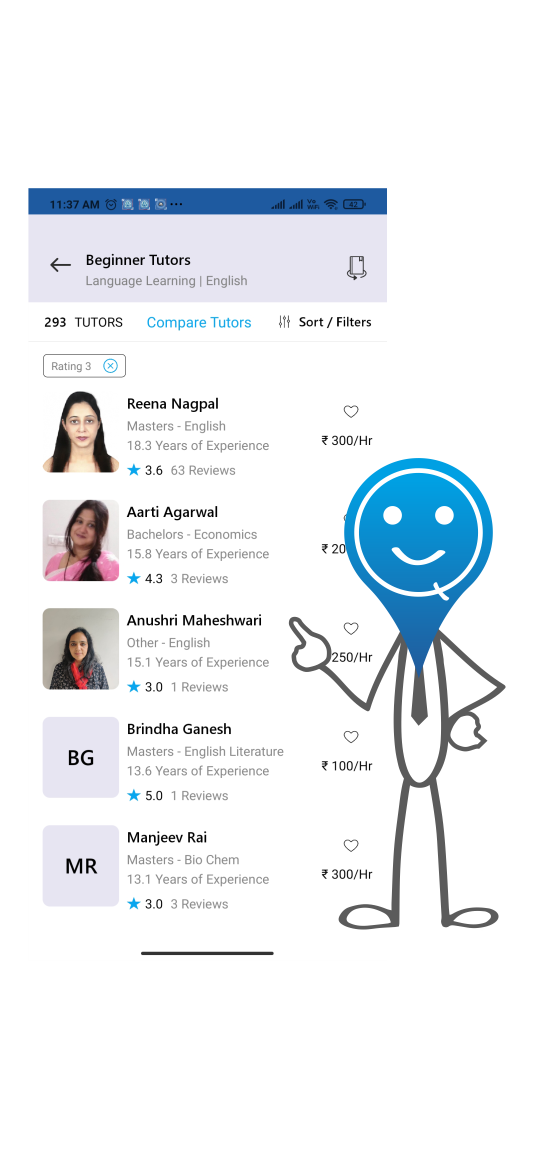 11:37 AM
Vo
WiFi
42
Beginner Tutors
Language Learning | English
293 TUTORS Compare Tutors Sort / Filters
Rating 3
Reena Nagpal
Masters - English
₹ 300/Hr
18.3 Years of Experience
3.6 63 Reviews
Aarti Agarwal
Bachelors - Economics
₹ 20
15.8 Years of Experience
4.3 3 Reviews
Anushri Maheshwari
Other - English
250/Hr
15.1 Years of Experience
3.0 1 Reviews
BG
Brindha Ganesh
Masters - English Literature
₹ 100/Hr
13.6 Years of Experience
5.0 1 Reviews
MR
Manjeev Rai
Masters - Bio Chem
₹ 300/Hr
13.1 Years of Experience
3.0 3 Reviews